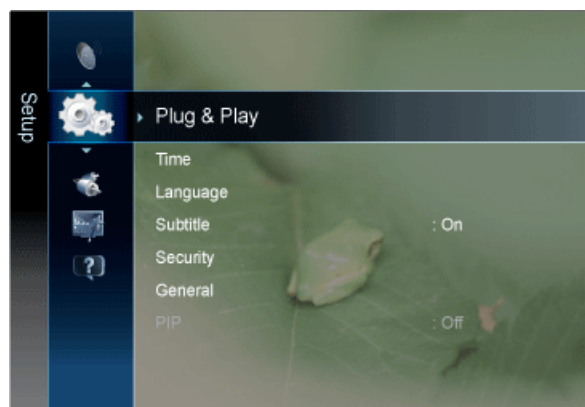 Setup
Plug & Play
Time
Language
Subtitle : On
Security
General
PIP : Off
?